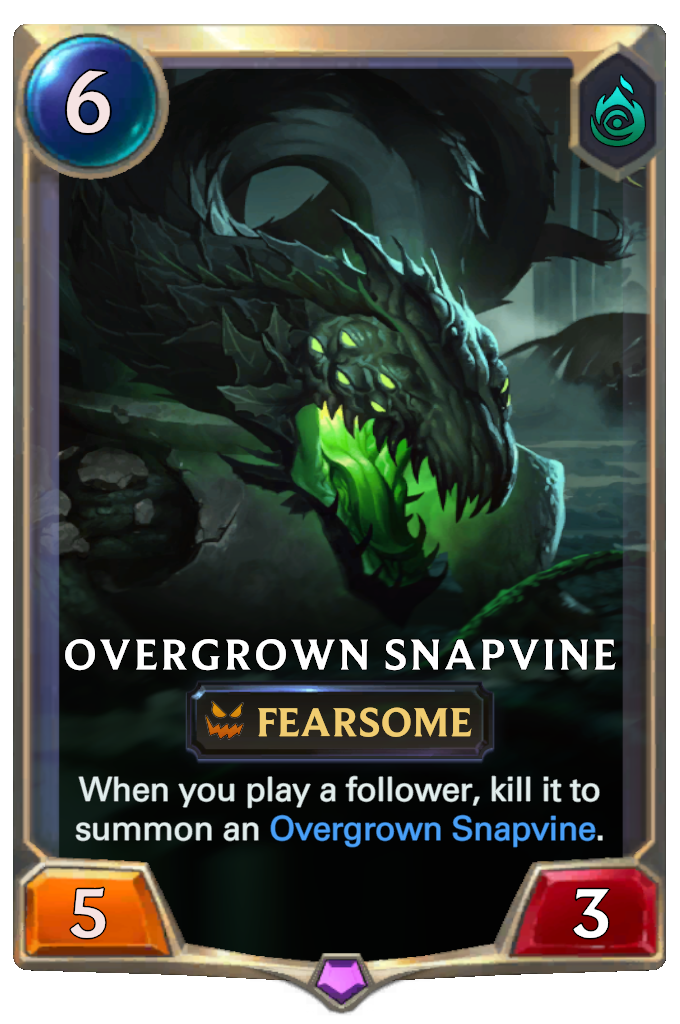 6
OVERGROWN SNAPVINE
FEARSOME
When you play a follower, kill it to
summon an Overgrown Snapvine.
5
3